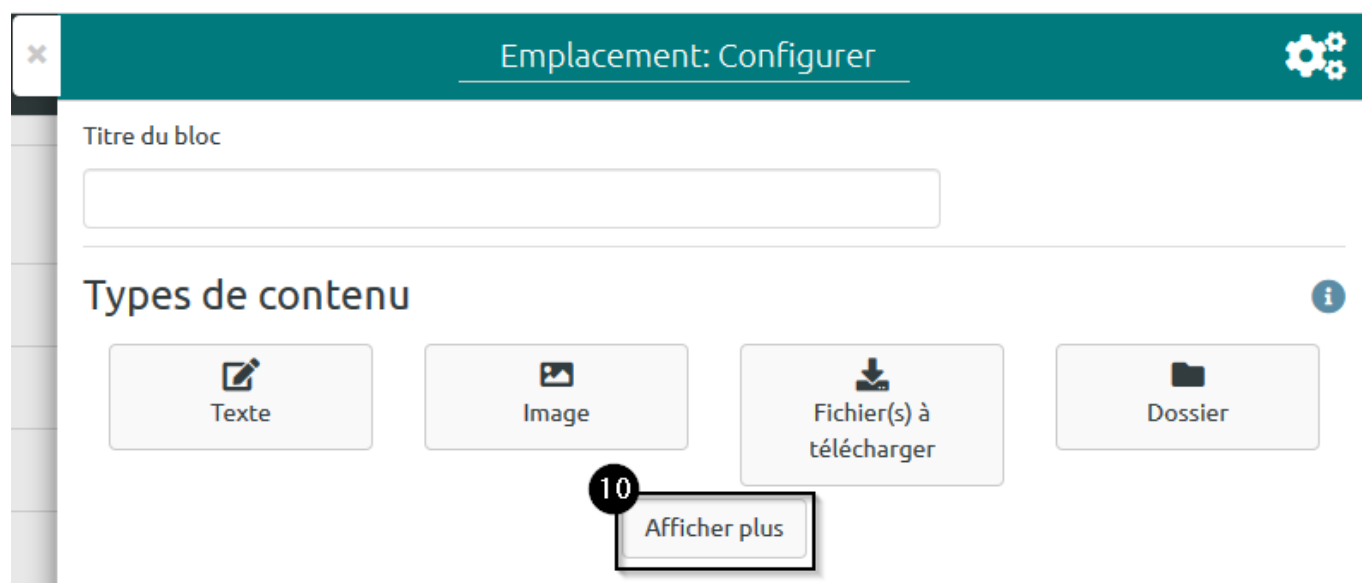 Emplacement: Configurer
Titre du bloc
Types de contenu
Texte
Image
Fichier(s) à
télécharger
Dossier
10
Afficher plus